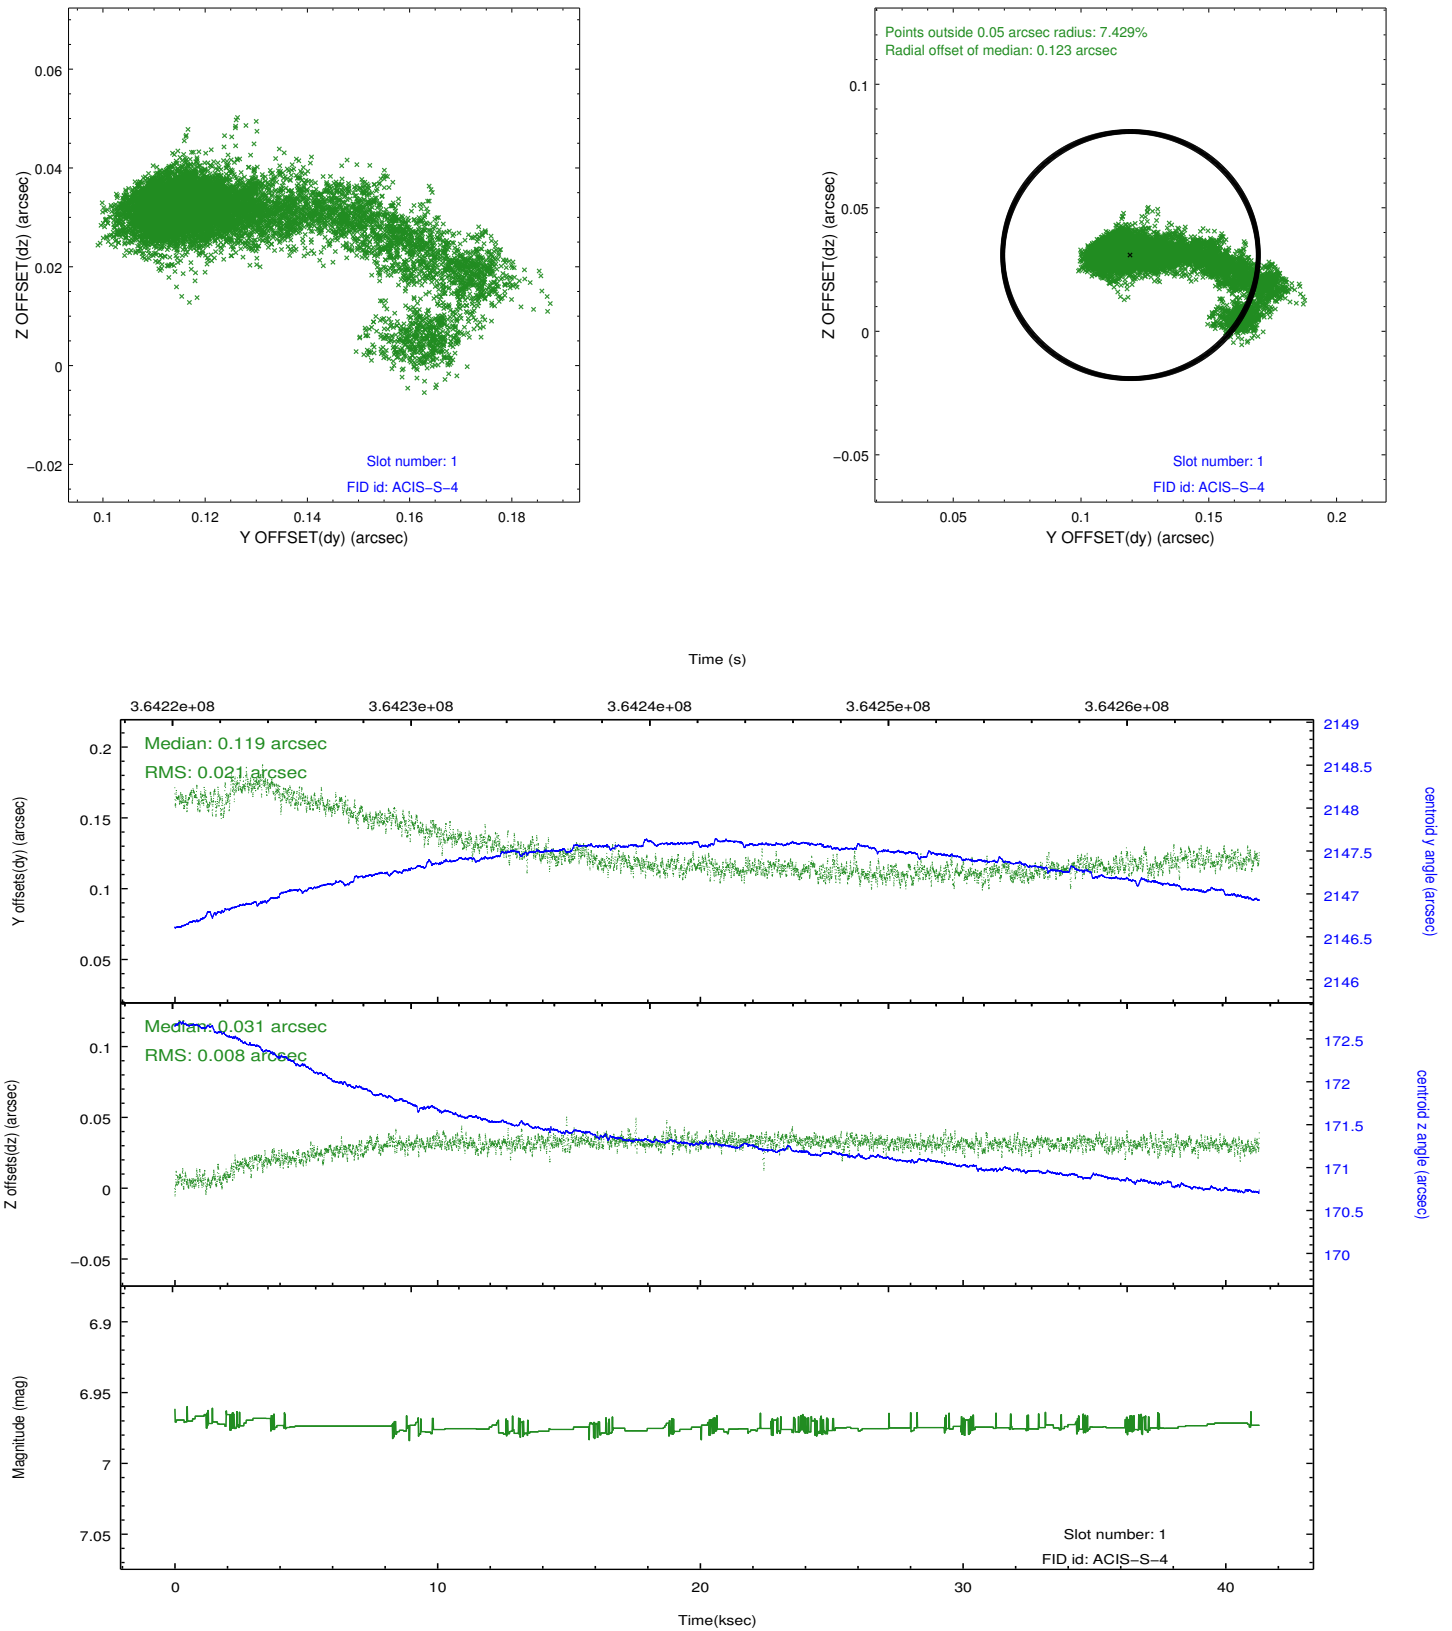 0.06
0.04
0.02
0
−0.02
Z OFFSET(dz) (arcsec)
Slot number: 1
FID id: ACIS−S−4
0.1 0.12 0.14 0.16 0.18
Y OFFSET(dy) (arcsec)
Points outside 0.05 arcsec radius: 7.429%
Radial offset of median: 0.123 arcsec
0.1
0.05
0
−0.05
Z OFFSET(dz) (arcsec)
Slot number: 1
FID id: ACIS−S−4
0.05 0.1 0.15 0.2
Y OFFSET(dy) (arcsec)
Time (s)
3.6422e+08 3.6423e+08 3.6424e+08 3.6425e+08 3.6426e+08
Median: 0.119 arcsec
RMS: 0.021 arcsec
0.2
0.15
0.1
0.05
Y offsets(dy) (arcsec)
2149
2148.5
2148
2147.5
2147
2146.5
2146
centroid y angle (arcsec)
Median: 0.031 arcsec
RMS: 0.008 arcsec
0.1
0.05
0
−0.05
Z offsets(dz) (arcsec)
172.5
172
171.5
171
170.5
170
centroid z angle (arcsec)
6.9
6.95
7
7.05
Magnitude (mag)
Slot number: 1
FID id: ACIS−S−4
0 10 20 30 40
Time(ksec)